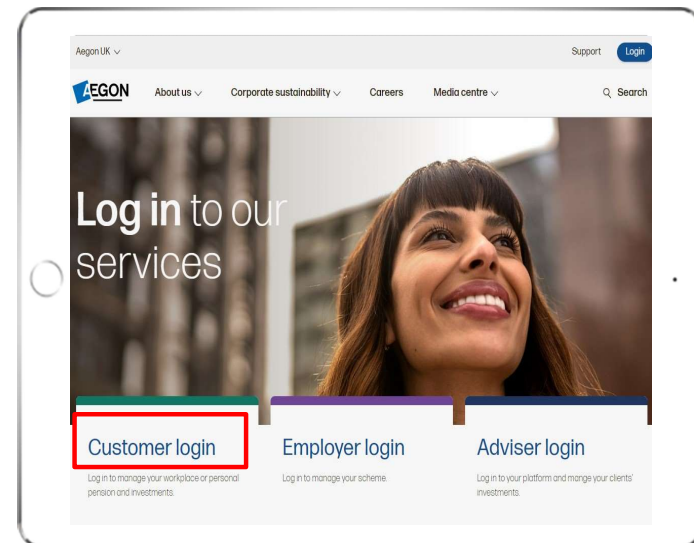 Aegon UK
Support
Login
AEGON
About us
Corporate sustainability
Careers
Media centre
Search
Log in to our
services
Customer login
Employer login
Adviser login
Log in to manage your workplace or personal
pension and investments.
Log in to manage your scheme.
Log in to your platform and mange your clients'
investments.